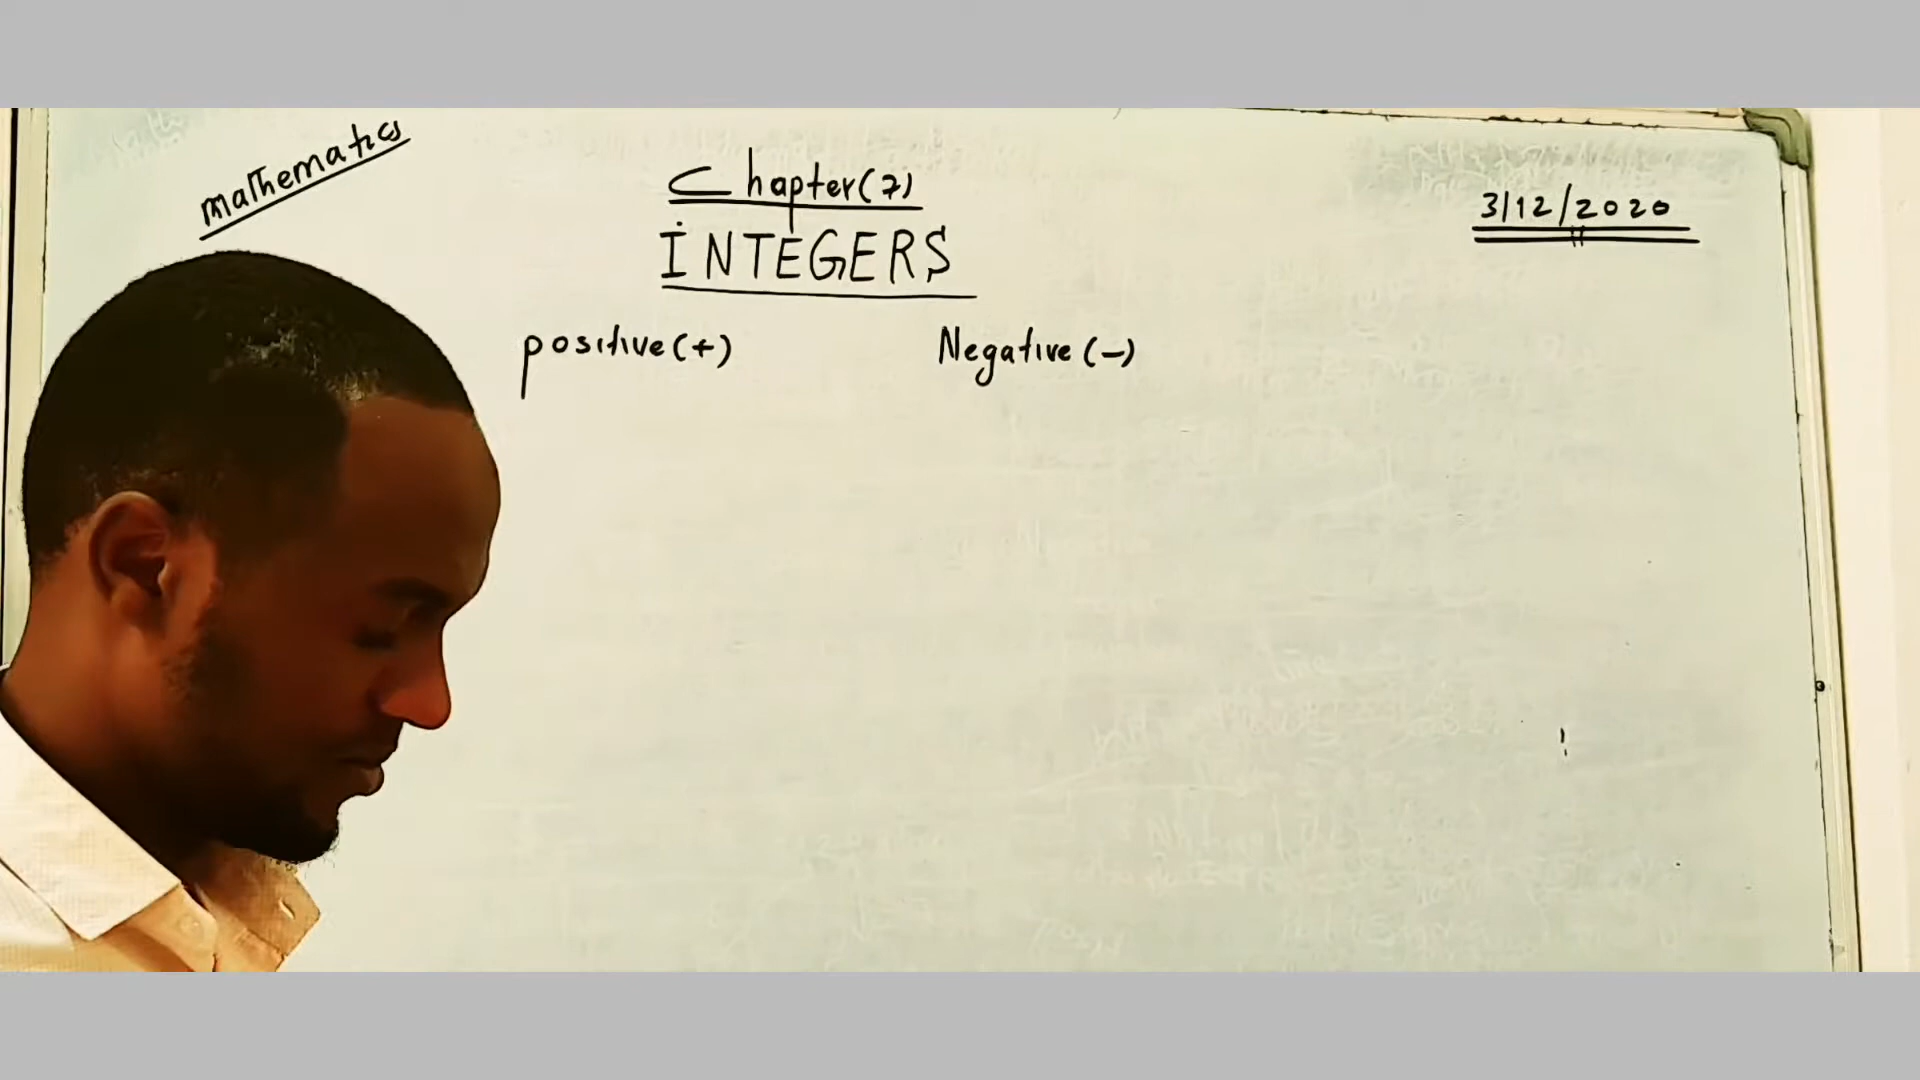 mathematics
Chapter(7)
3/12/2020
INTEGERS
positive(+) Negative(-)